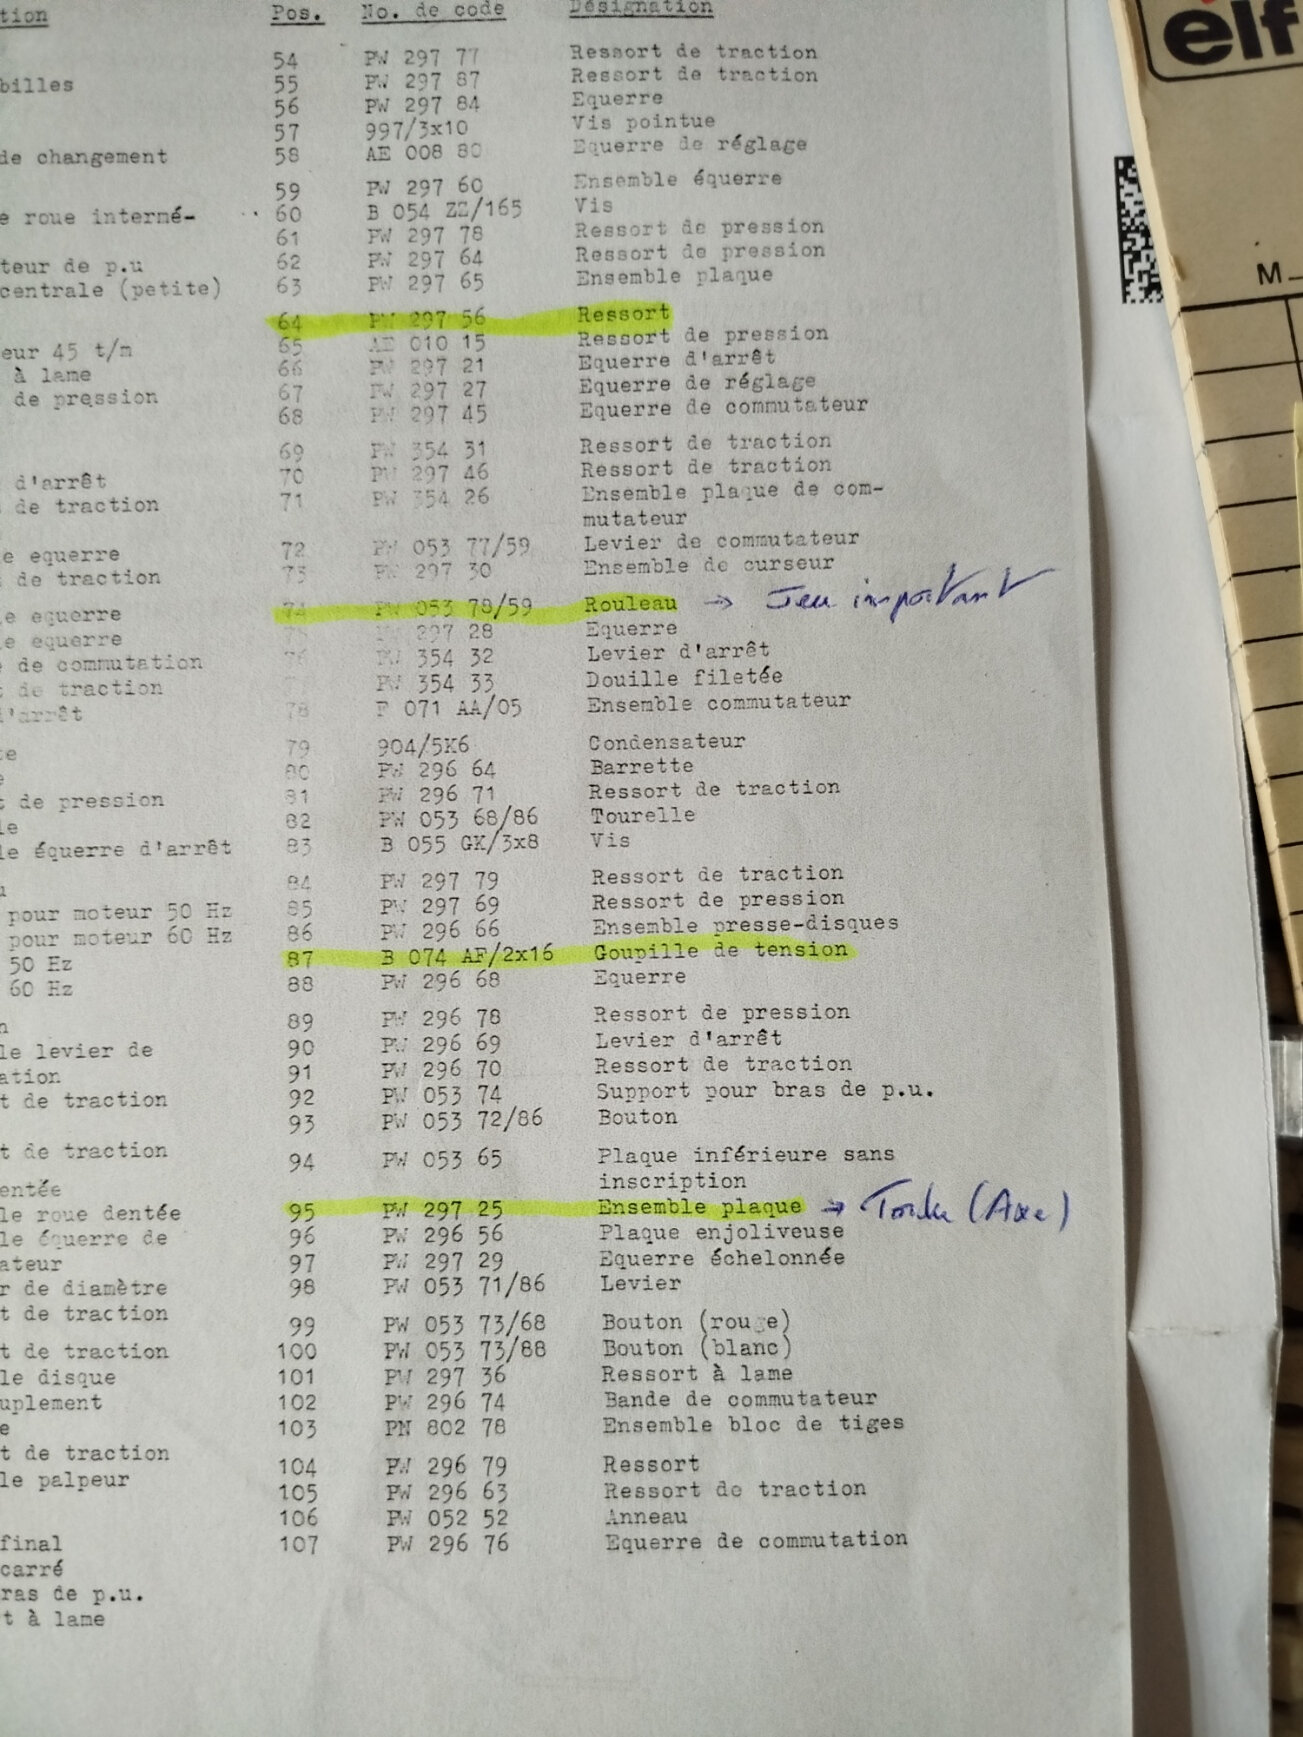 tion Pos. No. de code Désignation
54 PW 297 77 Ressort de traction
billes 55 PW 297 87 Ressort de traction
56 PW 297 84 Equerre
57 997/3x10 Vis pointue
de changement 58 AE 008 80 Equerre de réglage
59 PW 297 60 Ensemble équerre
e roue intermé- 60 B 054 ZZ/165 Vis
61 PW 297 78 Ressort de pression
teur de p.u 62 PW 297 64 Ressort de pression
centrale (petite) 63 PW 297 65 Ensemble plaque
64 PW 297 56 Ressort
eur 45 t/m 65 AE 010 15 Ressort de pression
à lame 66 PW 297 21 Equerre d'arrêt
de pression 67 PW 297 27 Equerre de réglage
68 PW 297 45 Equerre de commutateur
69 PW 354 31 Ressort de traction
d'arrêt 70 PW 297 46 Ressort de traction
de traction 71 PW 354 26 Ensemble plaque de com-
mutateur
e equerre 72 PW 053 77/59 Levier de commutateur
de traction 73 PW 297 30 Ensemble de curseur
le equerre 74 PW 053 78/59 Rouleau → Jeu important
le equerre 75 PW 297 28 Equerre
de commutation 76 PW 354 32 Levier d'arrêt
t de traction PW 354 33 Douille filetée
d'arrêt 78 P 071 AA/05 Ensemble commutateur
te 79 904/5K6 Condensateur
e 80 PW 296 64 Barrette
t de pression 81 PW 296 71 Ressort de traction
le 82 PW 053 68/86 Tourelle
le équerre d'arrêt 83 B 055 GK/3x8 Vis
84 PW 297 79 Ressort de traction
pour moteur 50 Hz 85 PW 297 69 Ressort de pression
pour moteur 60 Hz 86 PW 296 66 Ensemble presse-disques
50 Hz 87 B 074 AF/2x16 Goupille de tension
60 Hz 88 PW 296 68 Equerre
n 89 PW 296 78 Ressort de pression
le levier de 90 PW 296 69 Levier d'arrêt
ation 91 PW 296 70 Ressort de traction
t de traction 92 PW 053 74 Support pour bras de p.u.
93 PW 053 72/86 Bouton
t de traction 94 PW 053 65 Plaque inférieure sans
entée inscription
le roue dentée 95 PW 297 25 Ensemble plaque → Tordue (Axe)
le équerre de 96 PW 296 56 Plaque enjoliveuse
ateur 97 PW 297 29 Equerre échelonnée
r de diamètre 98 PW 053 71/86 Levier
t de traction 99 PW 053 73/68 Bouton (rouge)
t de traction 100 PW 053 73/88 Bouton (blanc)
le disque 101 PW 297 36 Ressort à lame
uplement 102 PW 296 74 Bande de commutateur
e 103 PN 802 78 Ensemble bloc de tiges
t de traction 104 PW 296 79 Ressort
le palpeur 105 PW 296 63 Ressort de traction
106 PW 052 52 Anneau
final 107 PW 296 76 Equerre de commutation
carré
ras de p.u.
t à lame
elf
M